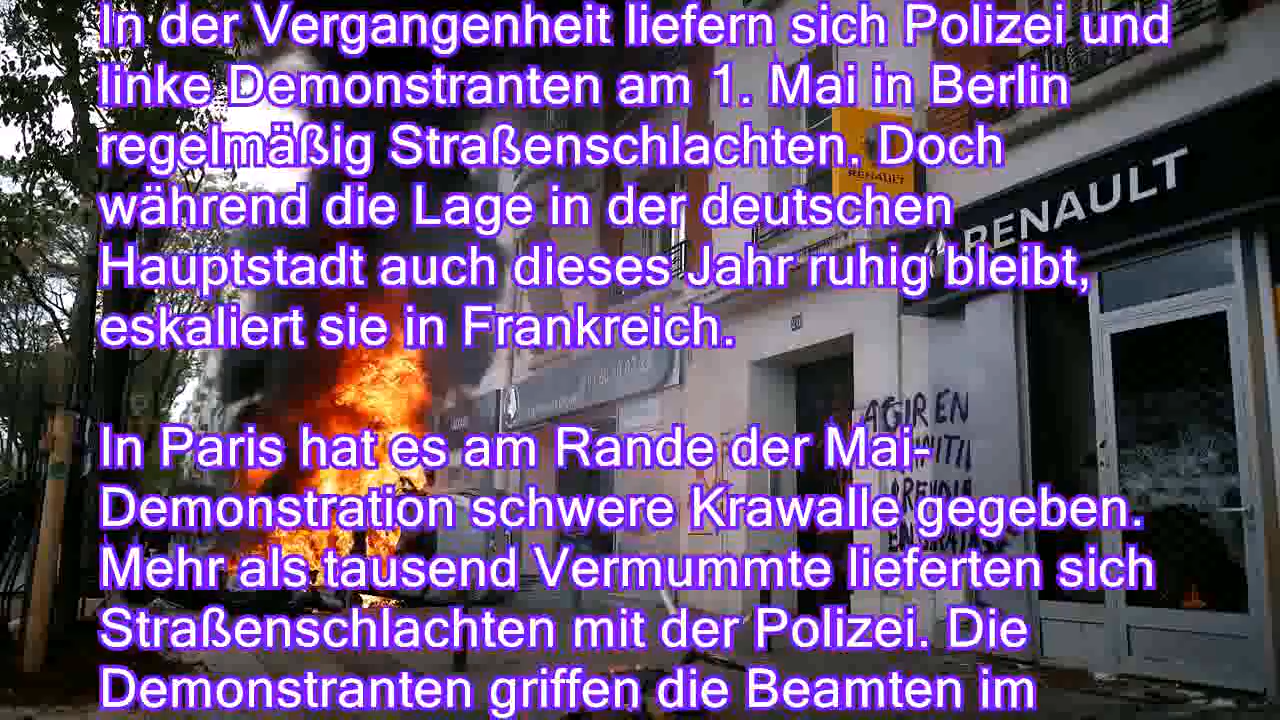 In der Vergangenheit liefern sich Polizei und
linke Demonstranten am 1. Mai in Berlin
regelmäßig Straßenschlachten. Doch
während die Lage in der deutschen
Hauptstadt auch dieses Jahr ruhig bleibt,
eskaliert sie in Frankreich.
In Paris hat es am Rande der Mai-
Demonstration schwere Krawalle gegeben.
Mehr als tausend Vermummte lieferten sich
Straßenschlachten mit der Polizei. Die
Demonstranten griffen die Beamten im
RENAULT
RENAULT
AGIR EN